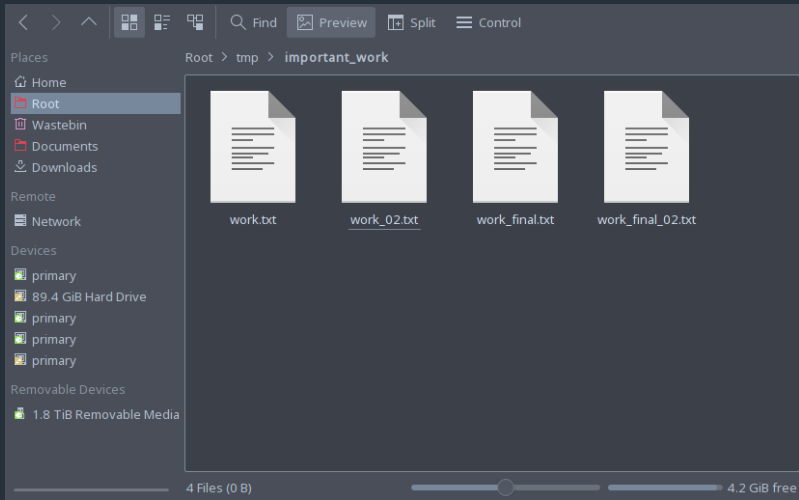 Find
Preview
Split
Control
Places
Home
Root
Wastebin
Documents
Downloads
Remote
Network
Devices
primary
89.4 GiB Hard Drive
primary
primary
primary
Removable Devices
1.8 TiB Removable Media
Root > tmp > important_work
work.txt
work_02.txt
work_final.txt
work_final_02.txt
4 Files (0 B)
4.2 GiB free